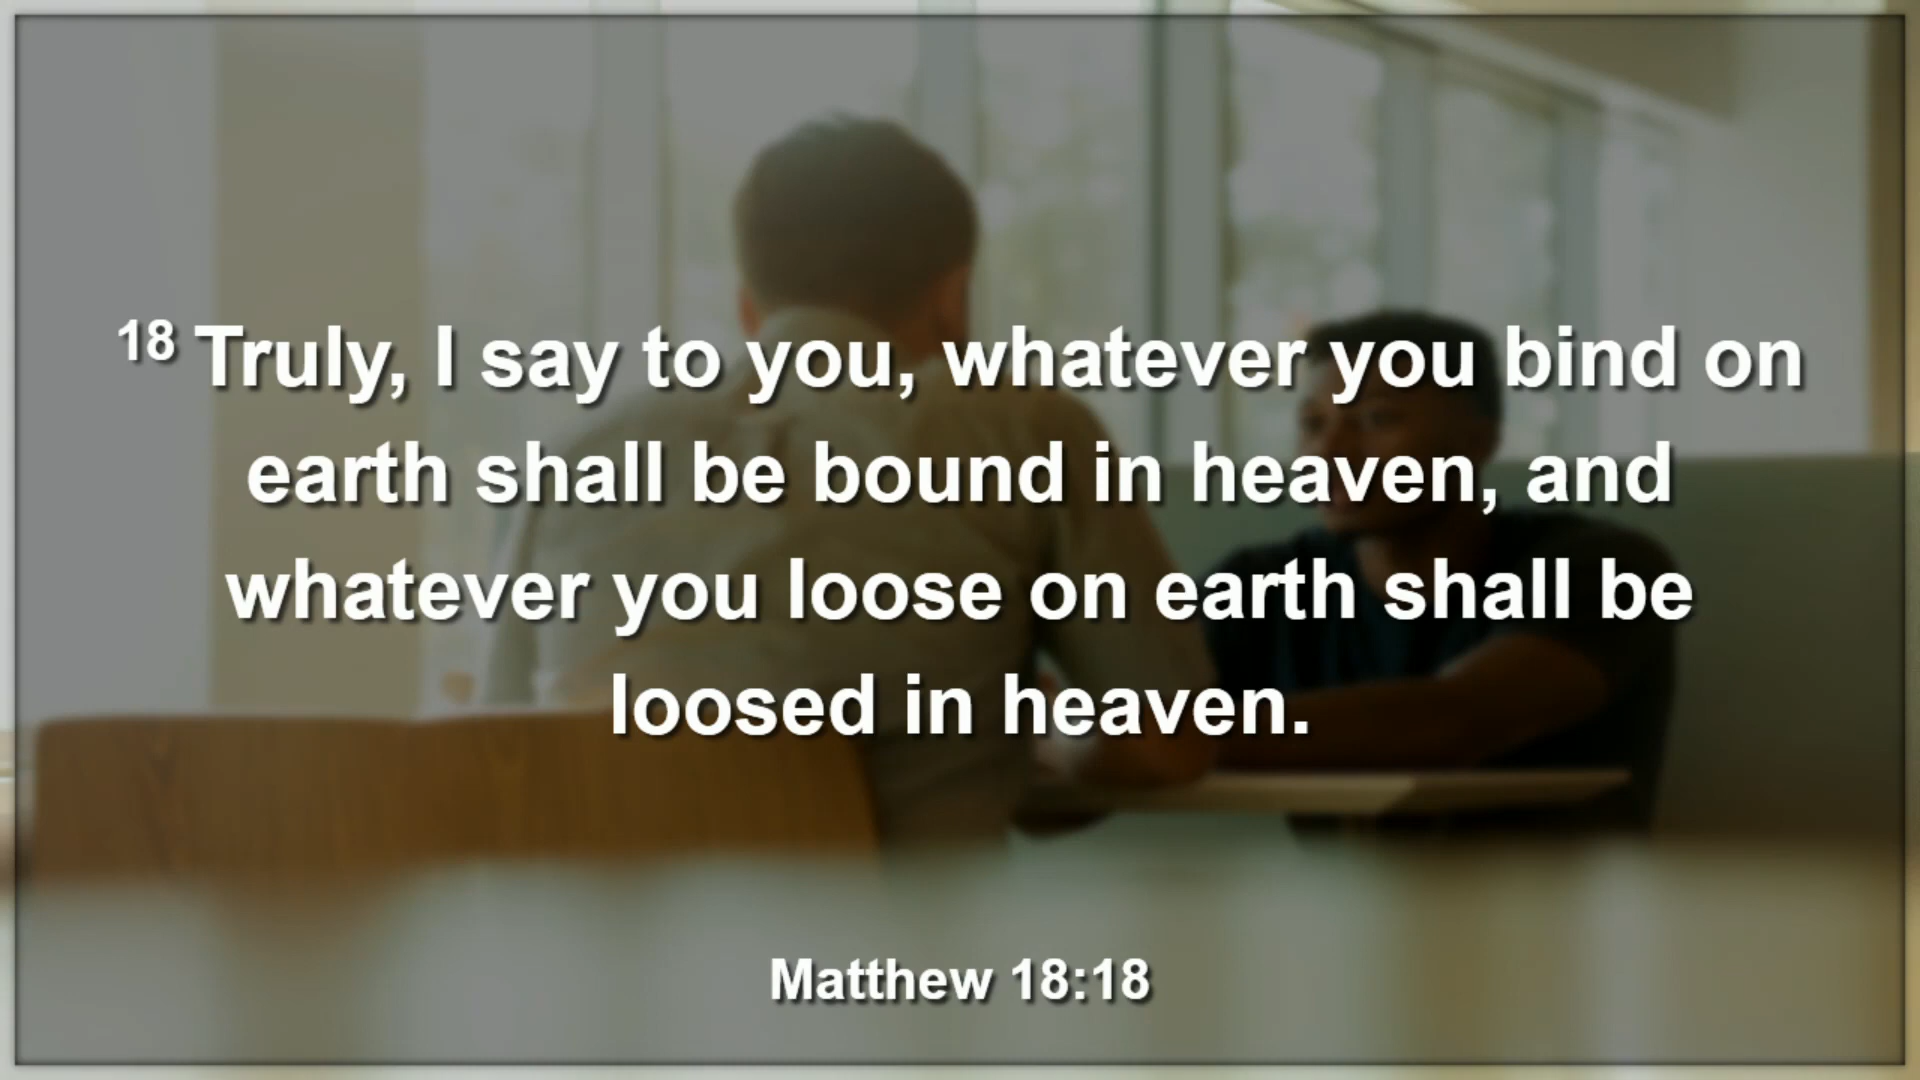 18 Truly, I say to you, whatever you bind on
earth shall be bound in heaven, and
whatever you loose on earth shall be
loosed in heaven.
Matthew 18:18